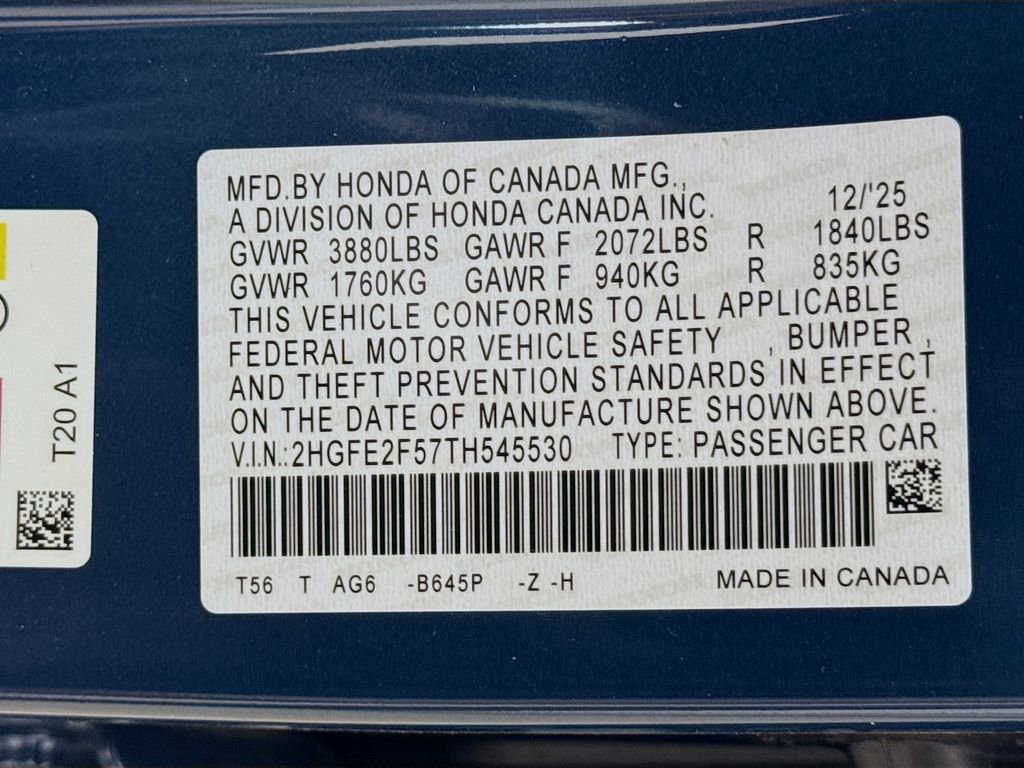 MFD.BY HONDA OF CANADA MFG.,
A DIVISION OF HONDA CANADA INC. 12/'25
GVWR 3880LBS GAWR F 2072LBS R 1840LBS
GVWR 1760KG GAWR F 940KG R 835KG
THIS VEHICLE CONFORMS TO ALL APPLICABLE
FEDERAL MOTOR VEHICLE SAFETY , BUMPER ,
AND THEFT PREVENTION STANDARDS IN EFFECT
ON THE DATE OF MANUFACTURE SHOWN ABOVE.
V.I.N.:2HGFE2F57TH545530 TYPE: PASSENGER CAR
T56 T AG6 -B645P -Z -H MADE IN CANADA
T20 A1